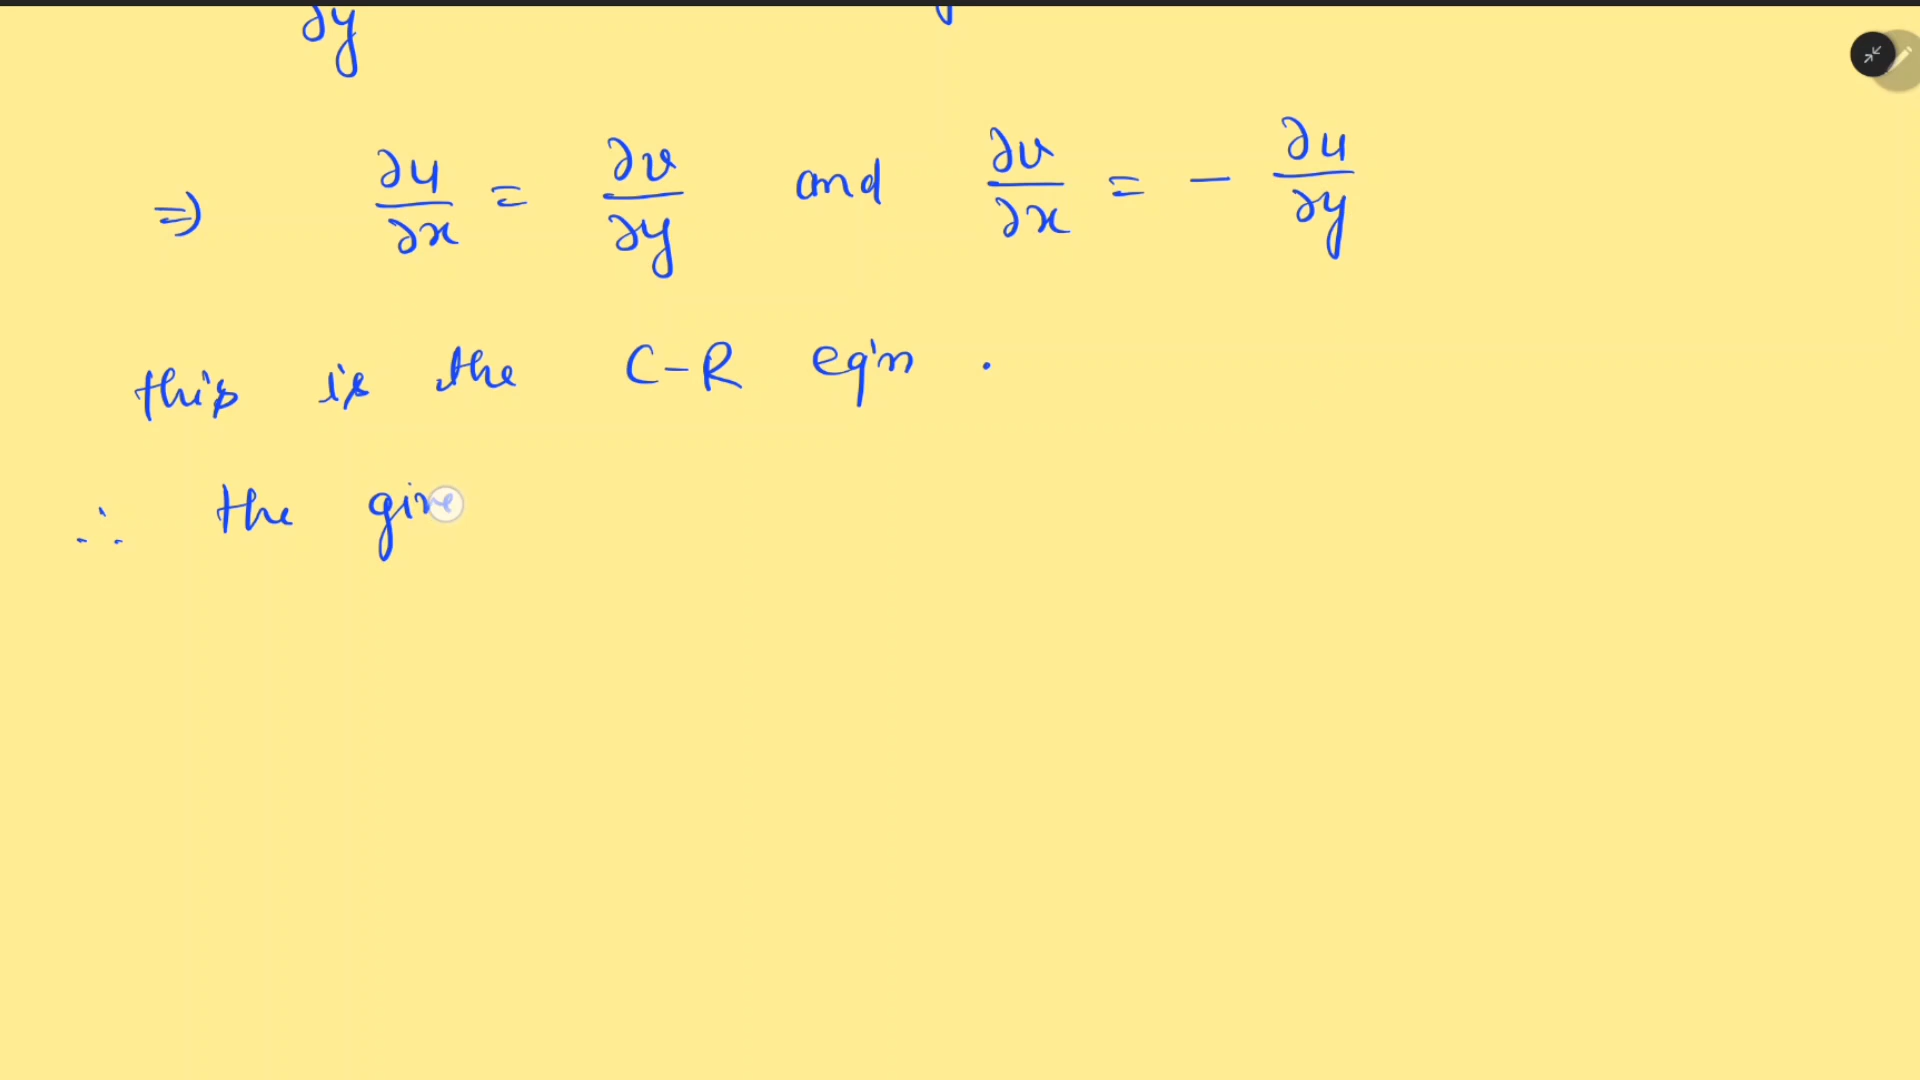 ∂y
⇒ ∂u/∂x = ∂v/∂y and ∂v/∂x = - ∂u/∂y
this is the C-R eq'n .
∴ the give